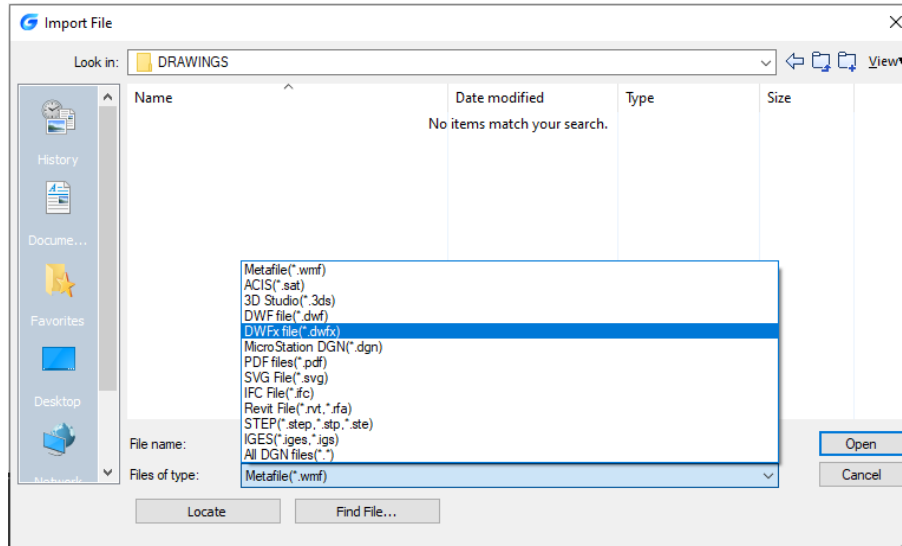 Import File
Look in: DRAWINGS View
Name Date modified Type Size
No items match your search.
History
Docume...
Favorites
Desktop
Network
Metafile(*.wmf)
ACIS(*.sat)
3D Studio(*.3ds)
DWF file(*.dwf)
DWFx file(*.dwfx)
MicroStation DGN(*.dgn)
PDF files(*.pdf)
SVG File(*.svg)
IFC File(*.ifc)
Revit File(*.rvt,*.rfa)
STEP(*.step,*.stp,*.ste)
IGES(*.iges,*.igs)
All DGN files(*.*)
File name: Open
Files of type: Metafile(*.wmf) Cancel
Locate Find File...